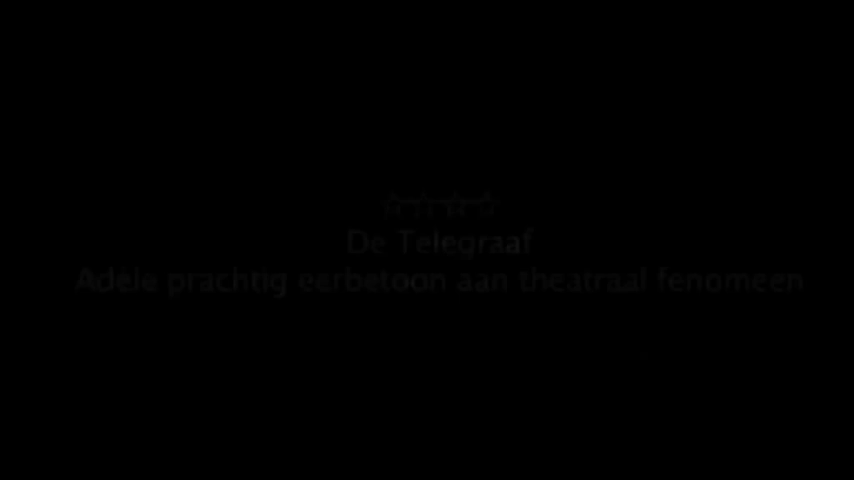 ☆☆☆☆
De Telegraaf
Adele prachtig eerbetoon aan theatraal fenomeen